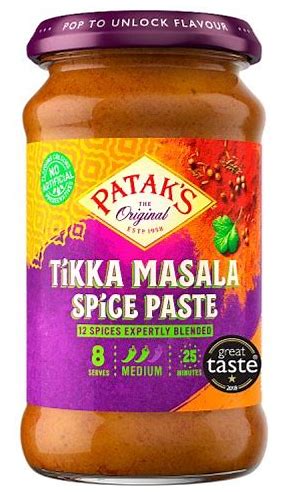 POP TO UNLOCK FLAVOUR
NO
ARTIFICIAL
PATAK'S
THE
Original
ESTD 1958
TIKKA MASALA
SPICE PASTE
12 SPICES EXPERTLY BLENDED
8
SERVES
MEDIUM
25
MINUTES
great
taste
2019